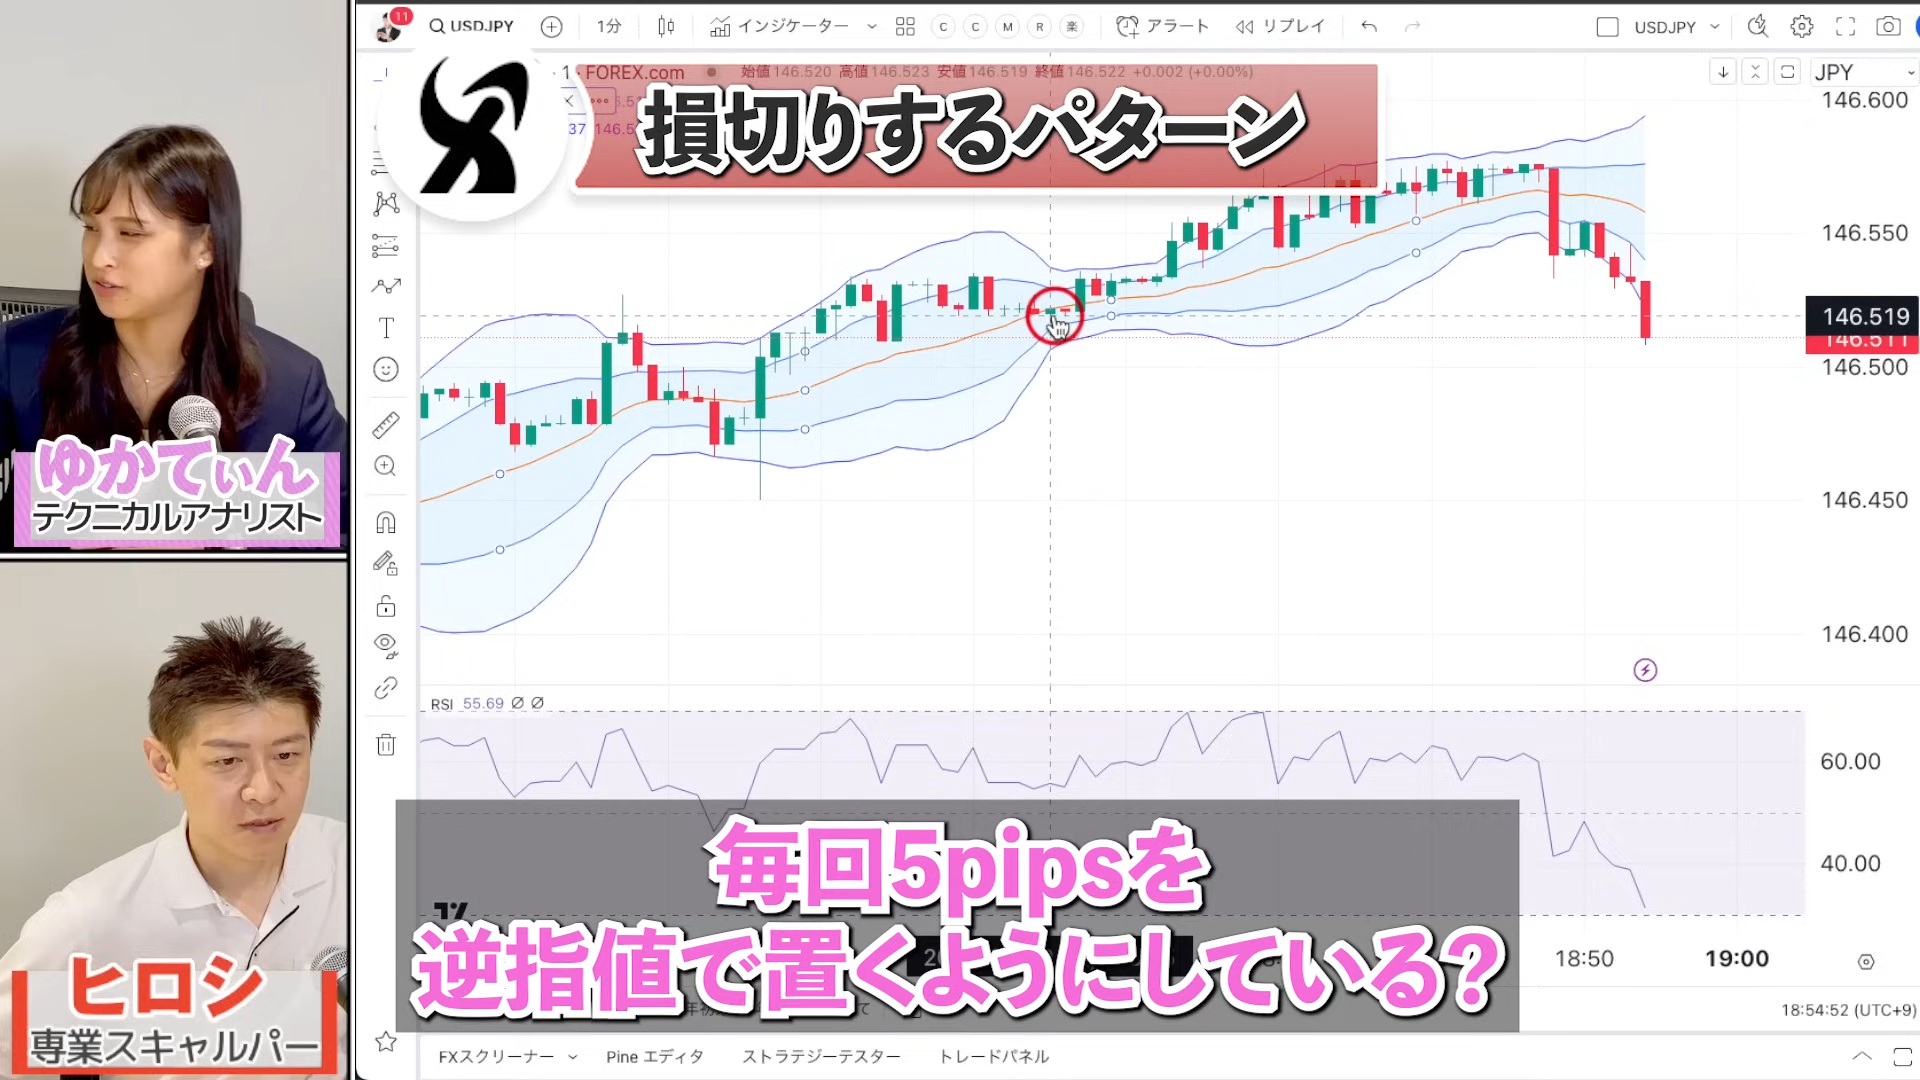 11
USDJPY
1分
インジケーター
C
C
M
R
楽
アラート
リプレイ
USDJPY
1 · FOREX.com
始値146.520 高値146.523 安値146.519 終値146.522 +0.002 (+0.00%)
JPY
損切りするパターン
146.600
146.550
146.519
146.511
146.500
146.450
146.400
ゆかてぃん
テクニカルアナリスト
RSI 55.69
60.00
40.00
毎回5pipsを
逆指値で置くようにしている?
18:50
19:00
18:54:52 (UTC+9)
ヒロシ
専業スキャルパー
FXスクリーナー
Pine エディタ
ストラテジーテスター
トレードパネル